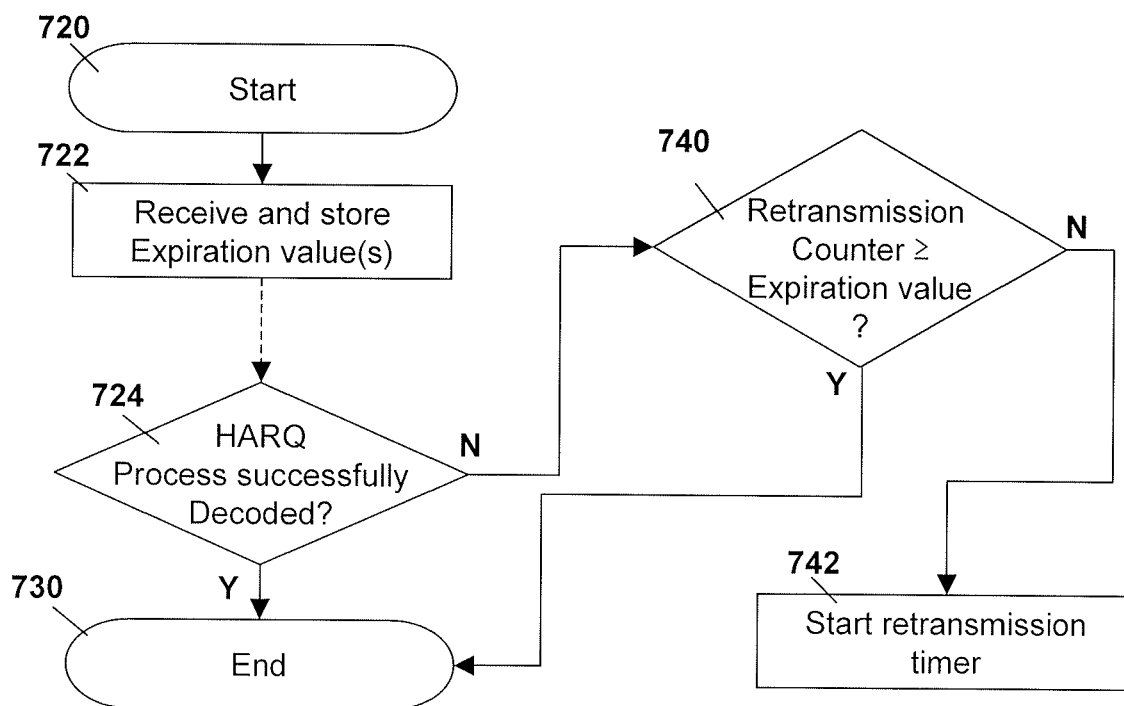 720
Start
722
Receive and store
Expiration value(s)
724
HARQ
Process successfully
Decoded?
N
Y
730
End
740
Retransmission
Counter ≥
Expiration value
?
N
Y
742
Start retransmission
timer